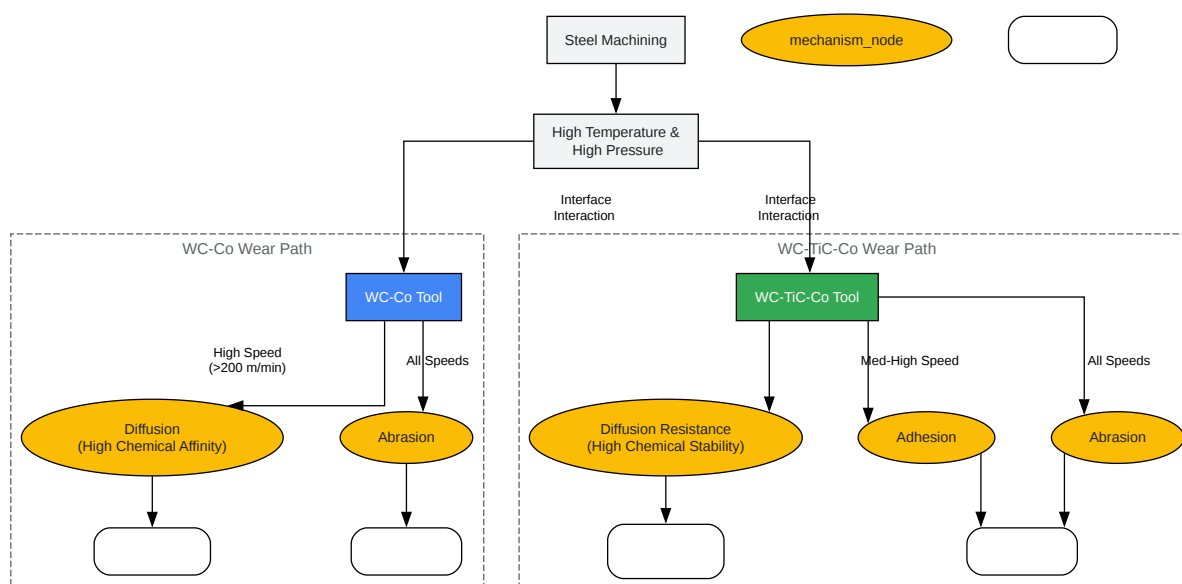 Steel Machining
mechanism_node
High Temperature &
High Pressure
Interface
Interaction
Interface
Interaction
WC-Co Wear Path
WC-TiC-Co Wear Path
WC-Co Tool
WC-TiC-Co Tool
High Speed
(>200 m/min)
All Speeds
Med-High Speed
All Speeds
Diffusion
(High Chemical Affinity)
Abrasion
Diffusion Resistance
(High Chemical Stability)
Adhesion
Abrasion